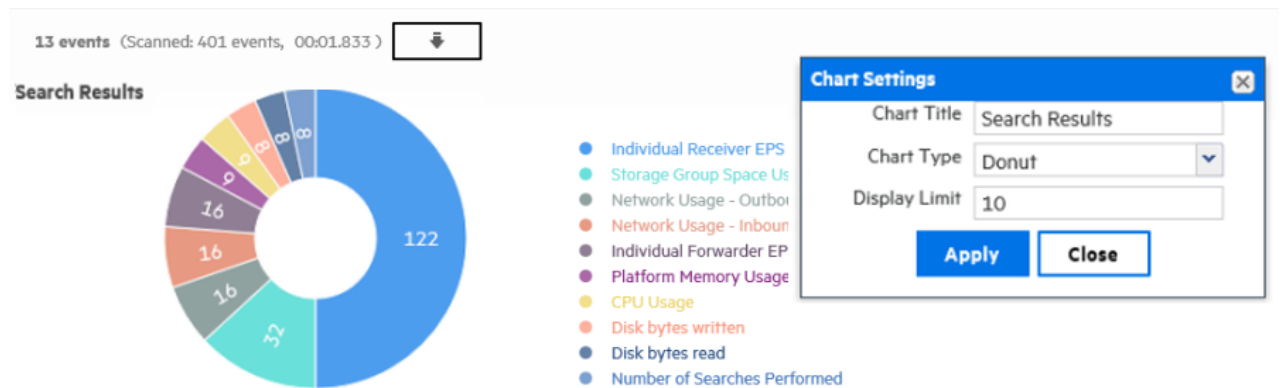 13 events (Scanned: 401 events, 00:01.833 )
Search Results
122
32
16
16
16
9
9
8
8
8
Individual Receiver EPS
Storage Group Space Us
Network Usage - Outbou
Network Usage - Inboun
Individual Forwarder EP
Platform Memory Usage
CPU Usage
Disk bytes written
Disk bytes read
Number of Searches Performed
Chart Settings
Chart Title Search Results
Chart Type Donut
Display Limit 10
Apply Close